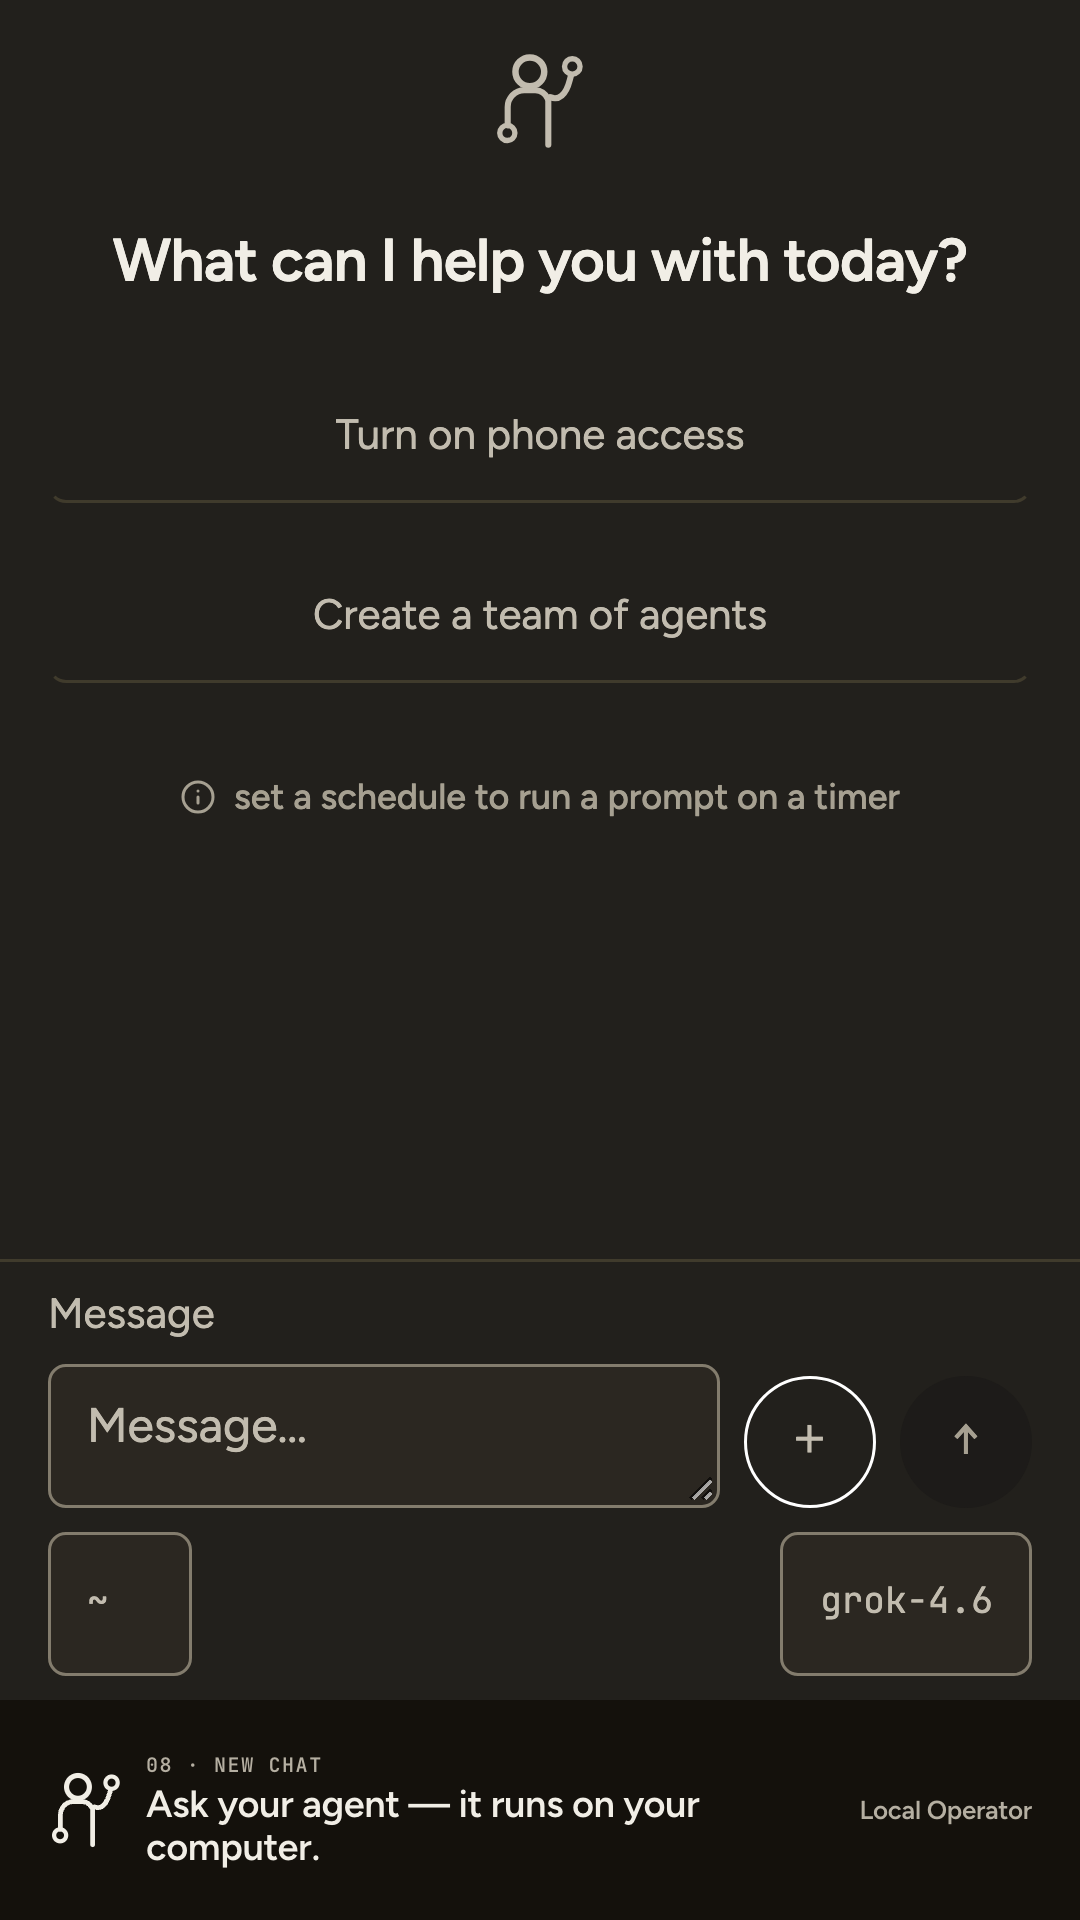 What can I help you with today?
Turn on phone access
Create a team of agents
set a schedule to run a prompt on a timer
Message
Message...
~
grok-4.6
08 · NEW CHAT
Ask your agent — it runs on your
computer.
Local Operator